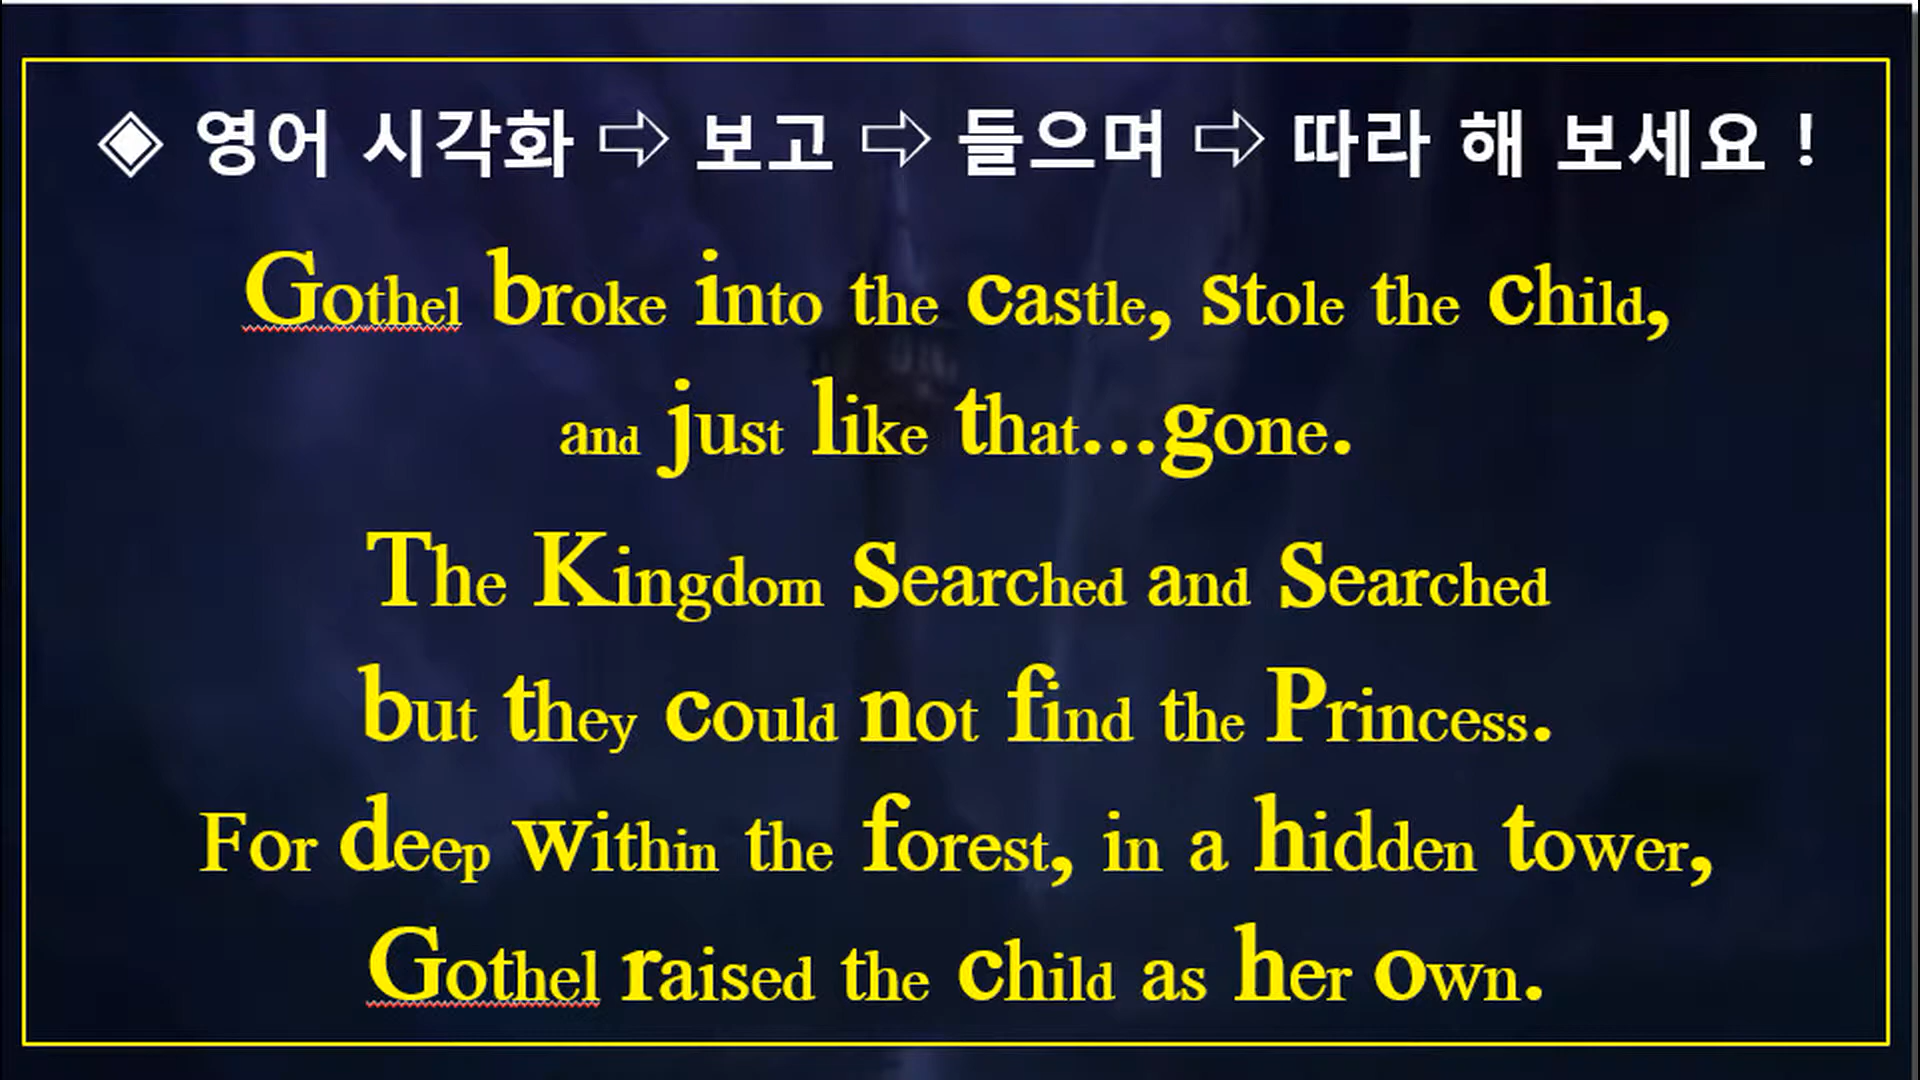 ◈ 영어 시각화 ⇨ 보고 ⇨ 들으며 ⇨ 따라 해 보세요 !
Gothel broke into the castle, stole the child,
and just like that...gone.
The Kingdom Searched and Searched
but they could not find the Princess.
For deep within the forest, in a hidden tower,
Gothel raised the child as her own.